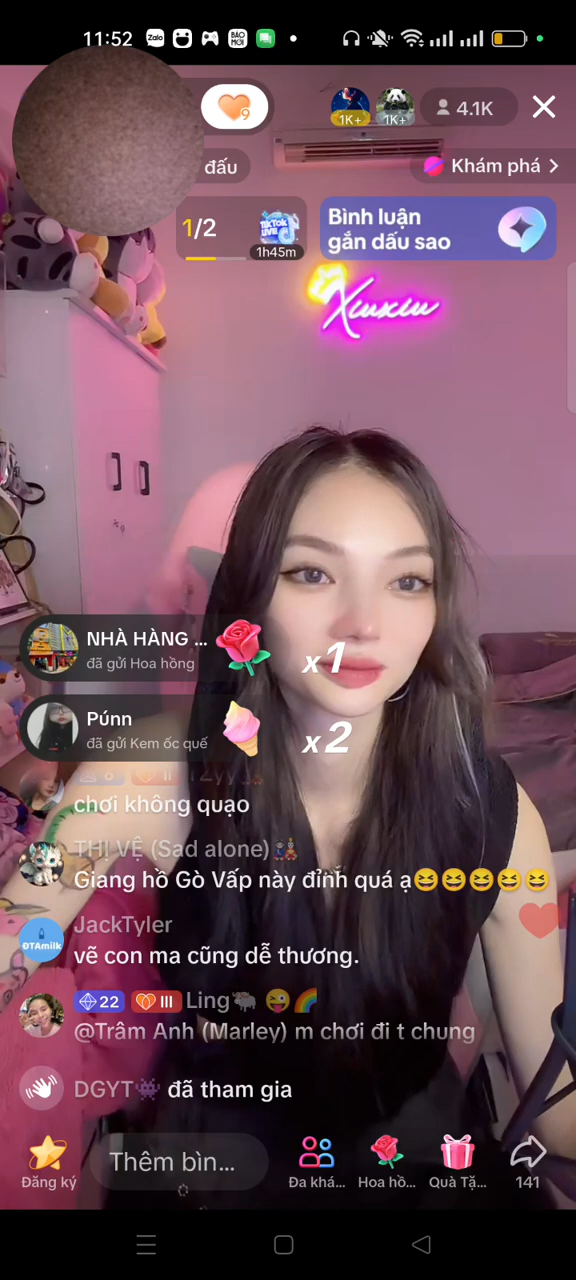 11:52
Zalo
BÁO MỚI
9
1K+
1K+
4.1K
đấu
Khám phá
1/2
TIKTOK LIVE
1h45m
Bình luận
gắn dấu sao
Xiuxiu
NHÀ HÀNG ...
đã gửi Hoa hồng
x1
Púnn
đã gửi Kem ốc quế
x2
chơi không quạo
THỊ VỆ (Sad alone)
Giang hồ Gò Vấp này đỉnh quá ạ😆😆😆😆😆
JackTyler
ĐTAmilk
vẽ con ma cũng dễ thương.
22 III Ling🐃 😜🌈
@Trâm Anh (Marley) m chơi đi t chung
DGYT👾 đã tham gia
Thêm bìn...
Đăng ký
Đa khá...
Hoa hồ...
Quà Tặ...
141